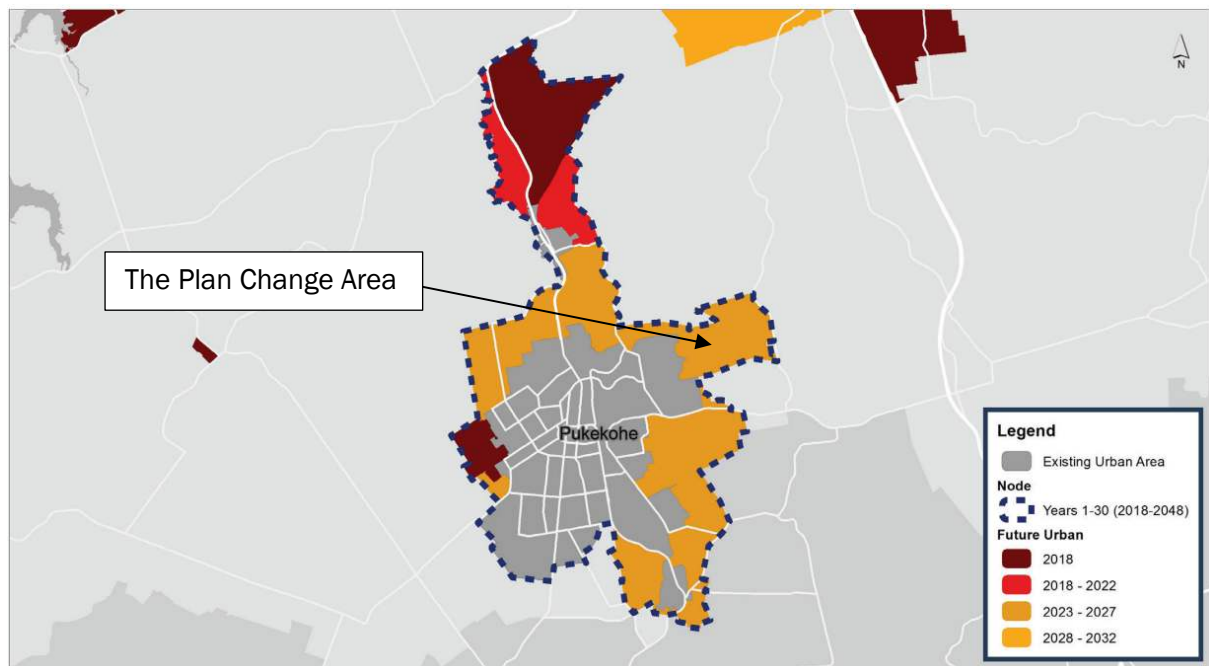 N
The Plan Change Area
Pukekohe
Legend
Existing Urban Area
Node
Years 1-30 (2018-2048)
Future Urban
2018
2018 - 2022
2023 - 2027
2028 - 2032